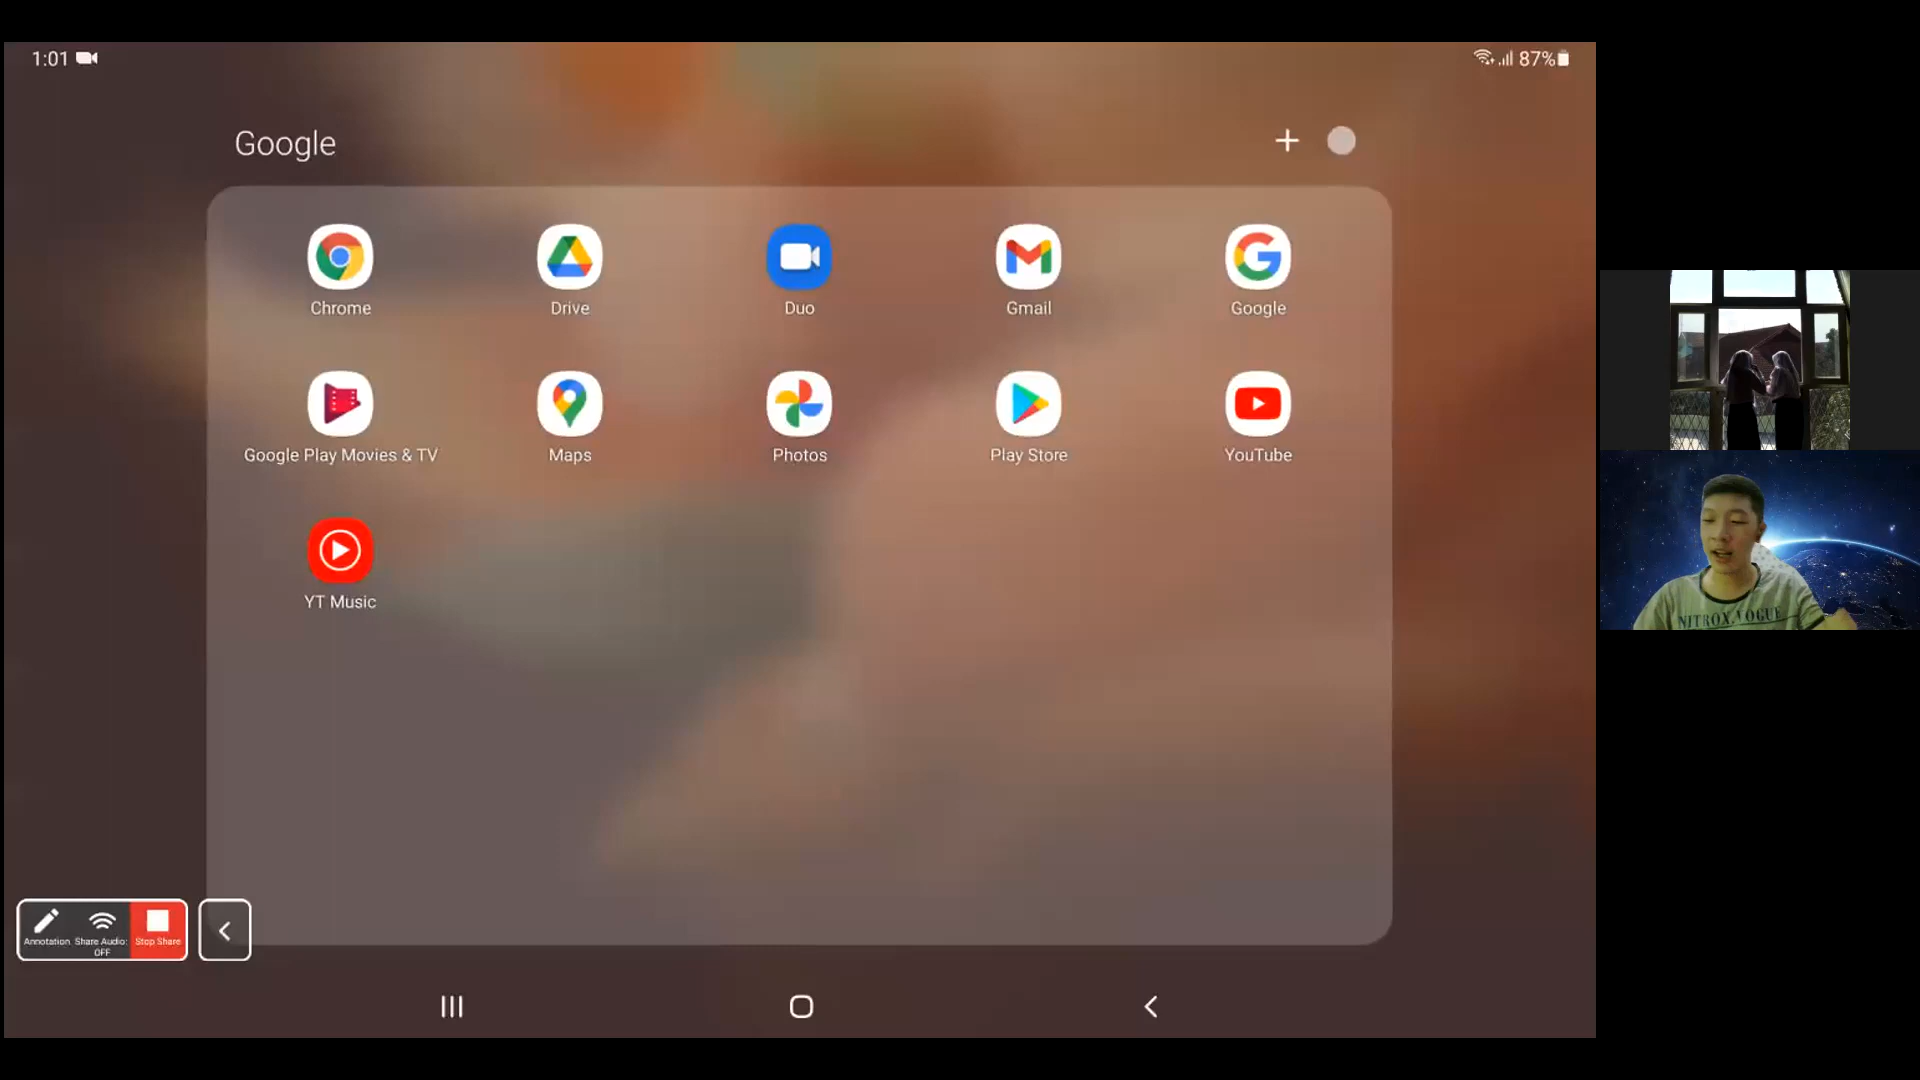 1:01
87%
Google
Chrome
Drive
Duo
Gmail
Google
Google Play Movies & TV
Maps
Photos
Play Store
YouTube
YT Music
Annotation
Share Audio: OFF
Stop Share
NITROX.VOGUE